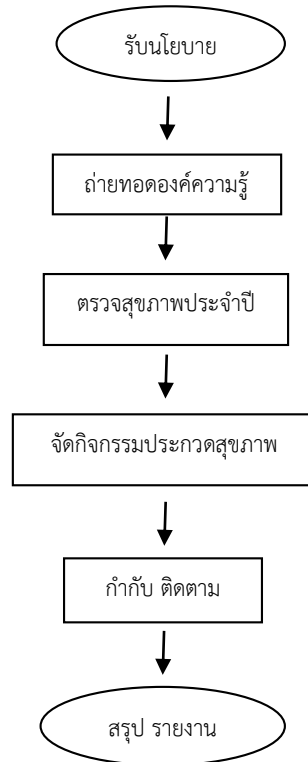 รับนโยบาย
ถ่ายทอดองค์ความรู้
ตรวจสุขภาพประจำปี
จัดกิจกรรมประกวดสุขภาพ
กำกับ ติดตาม
สรุป รายงาน